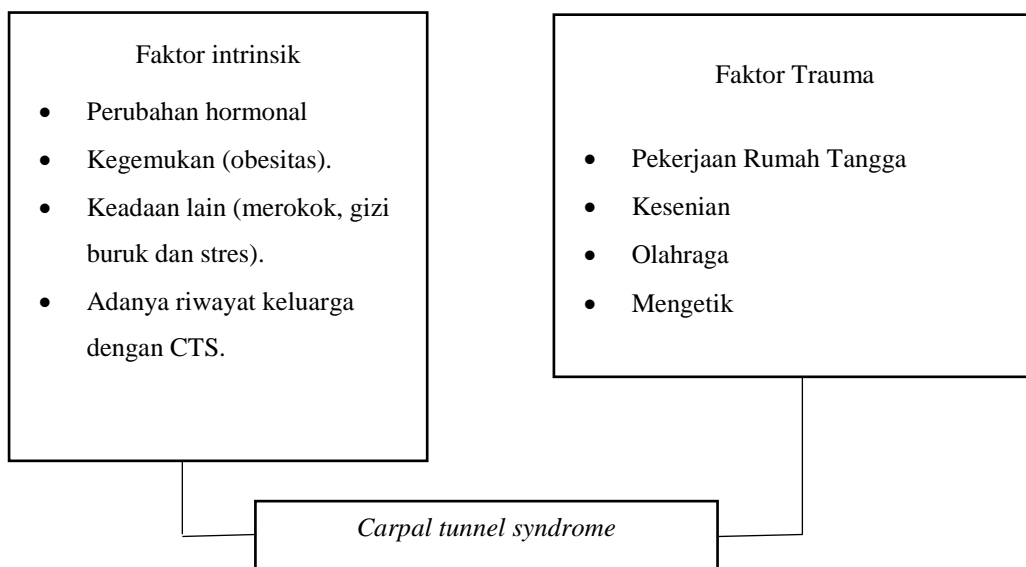 Faktor intrinsik
• Perubahan hormonal
• Kegemukan (obesitas).
• Keadaan lain (merokok, gizi
buruk dan stres).
• Adanya riwayat keluarga
dengan CTS.
Faktor Trauma
• Pekerjaan Rumah Tangga
• Kesenian
• Olahraga
• Mengetik
Carpal tunnel syndrome